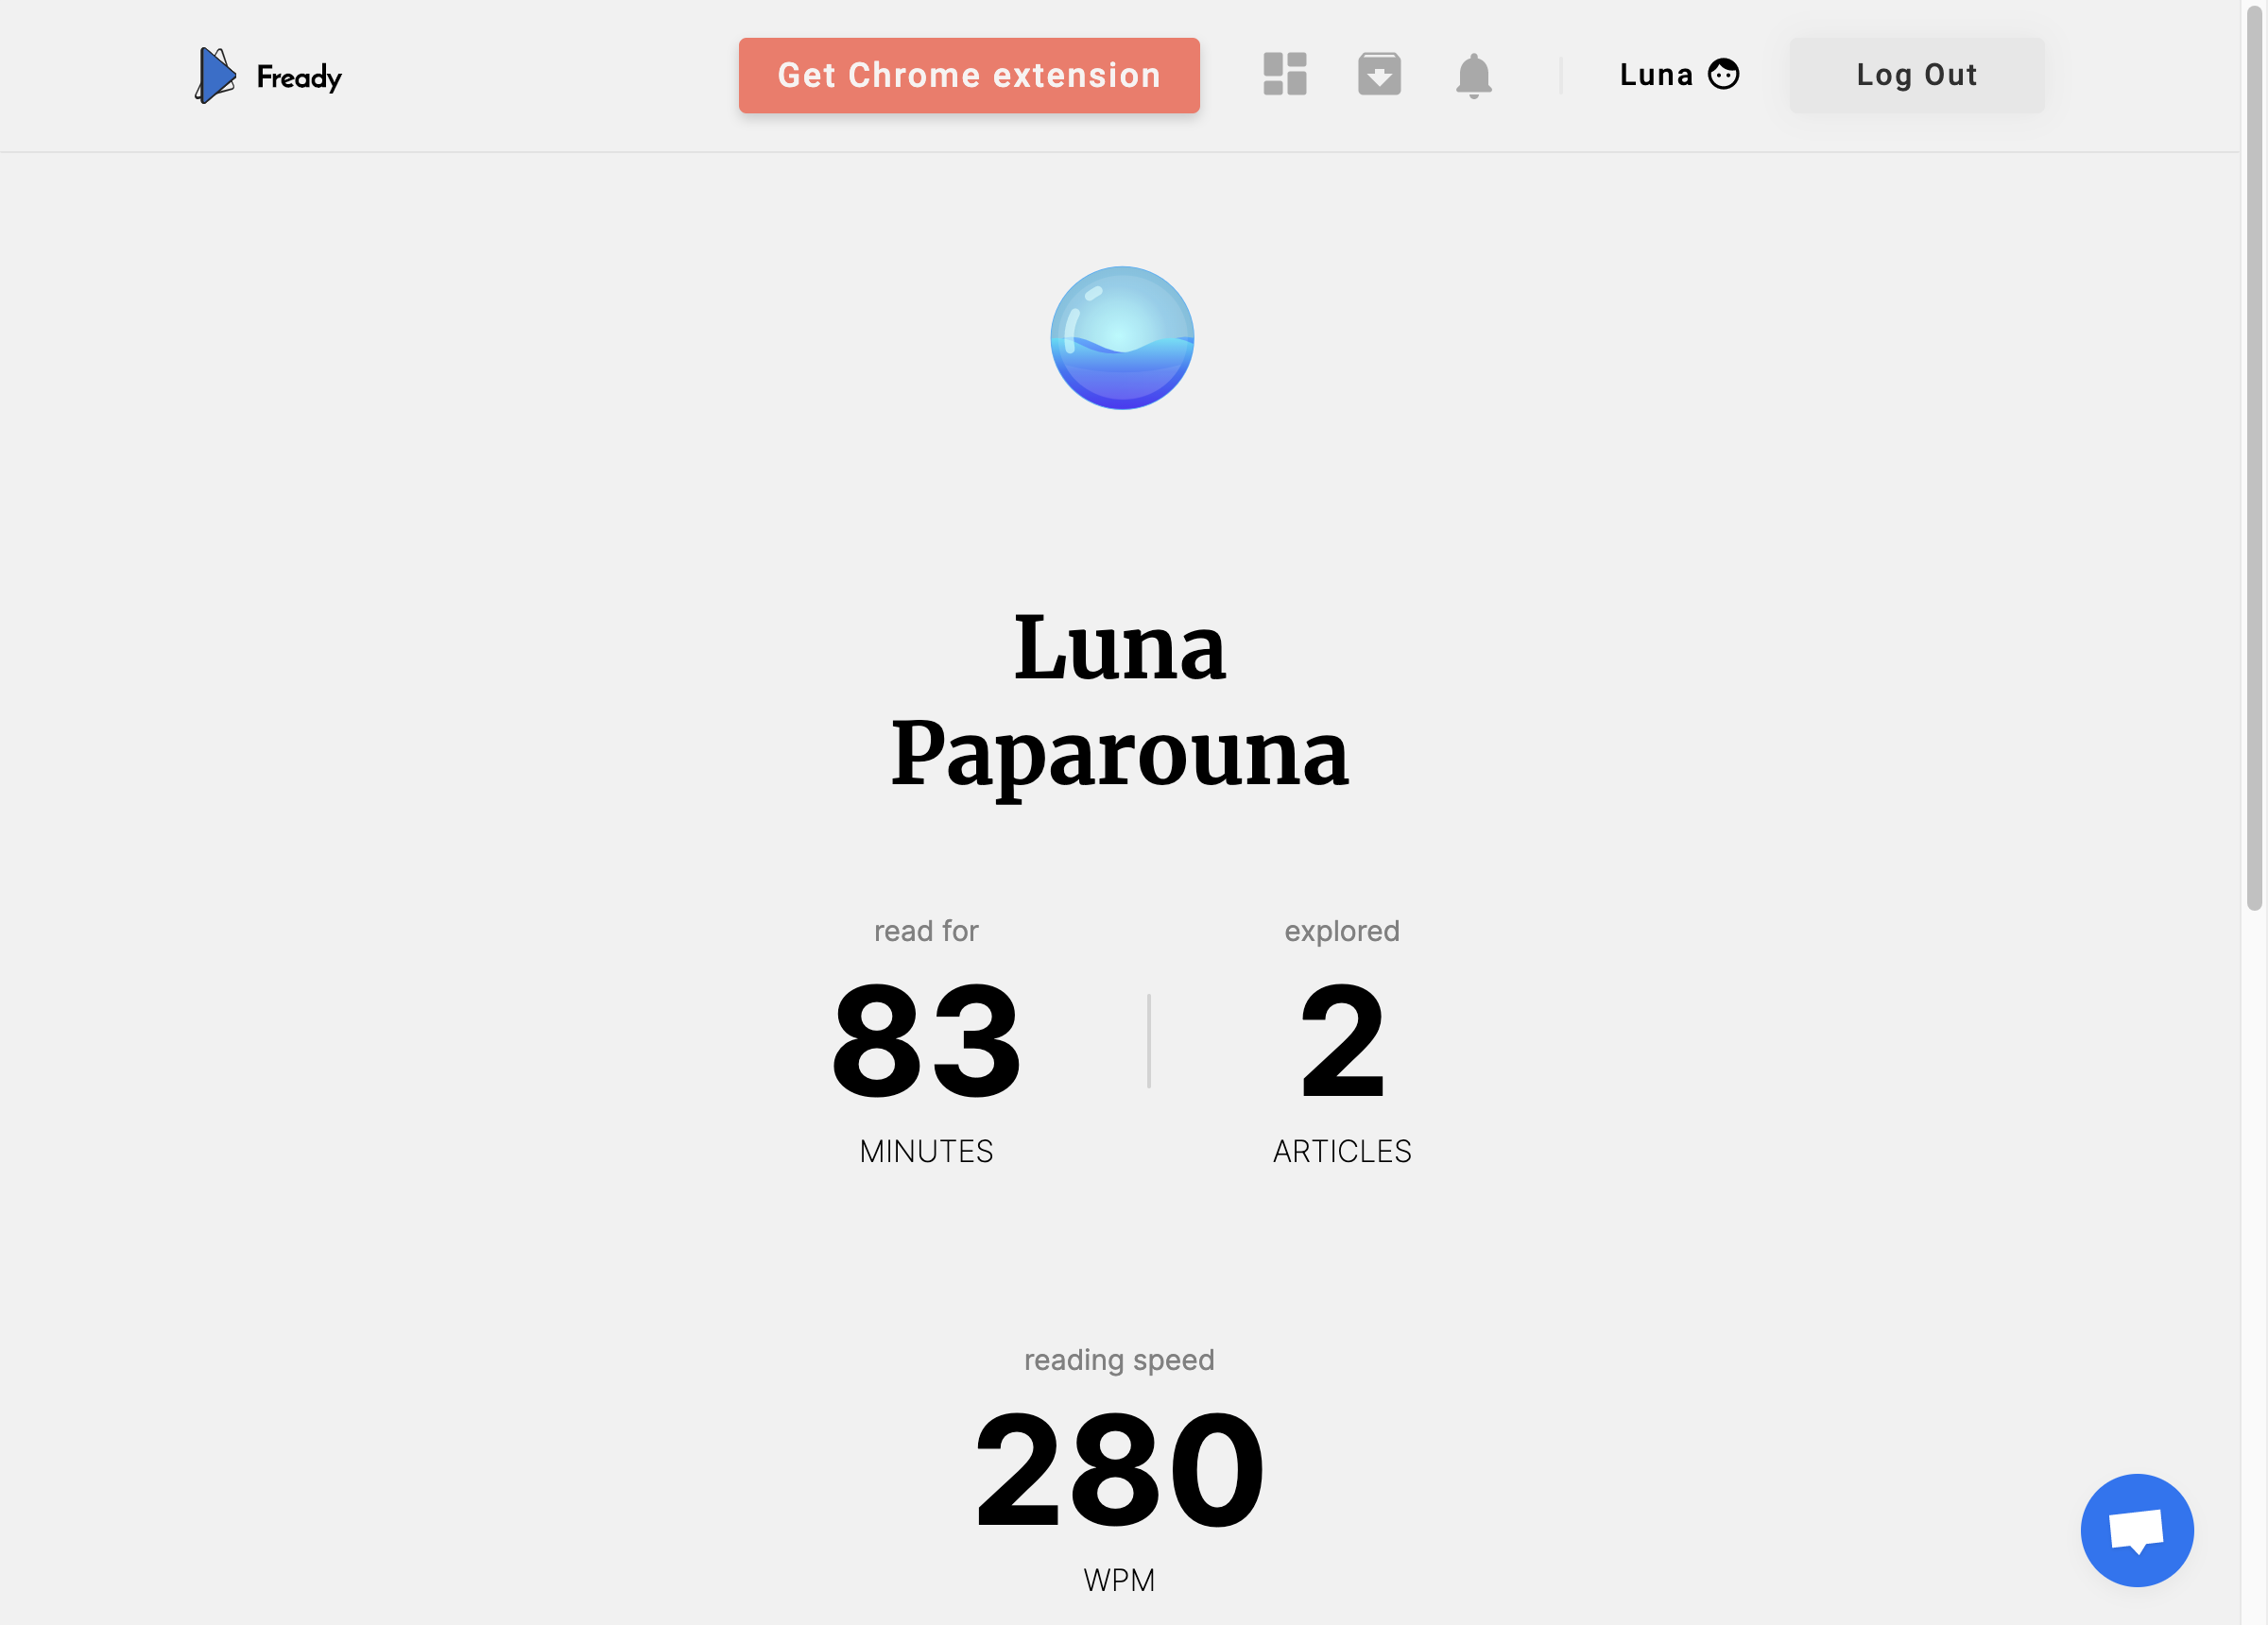 Fready
Get Chrome extension
Luna
Log Out
Luna
Paparouna
read for
explored
83
2
MINUTES
ARTICLES
reading speed
280
WPM